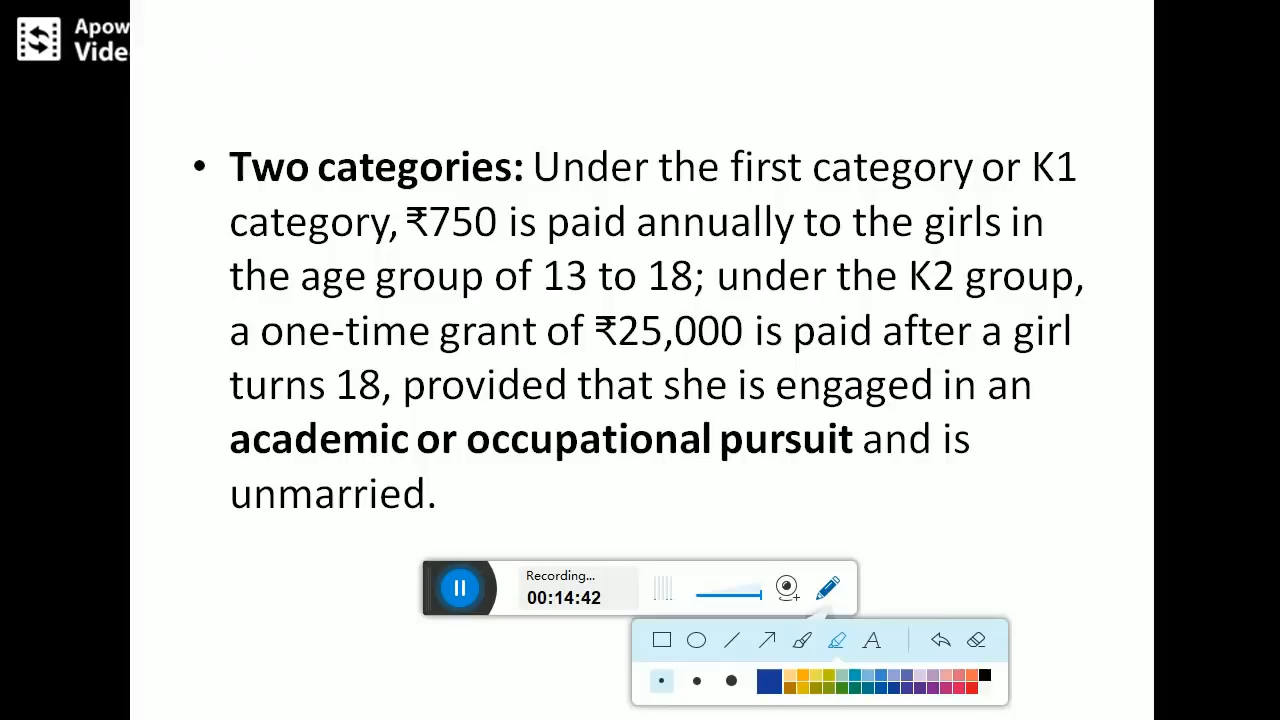 Apow
Vide
• Two categories: Under the first category or K1
category, ₹750 is paid annually to the girls in
the age group of 13 to 18; under the K2 group,
a one-time grant of ₹25,000 is paid after a girl
turns 18, provided that she is engaged in an
academic or occupational pursuit and is
unmarried.
Recording...
00:14:42
A